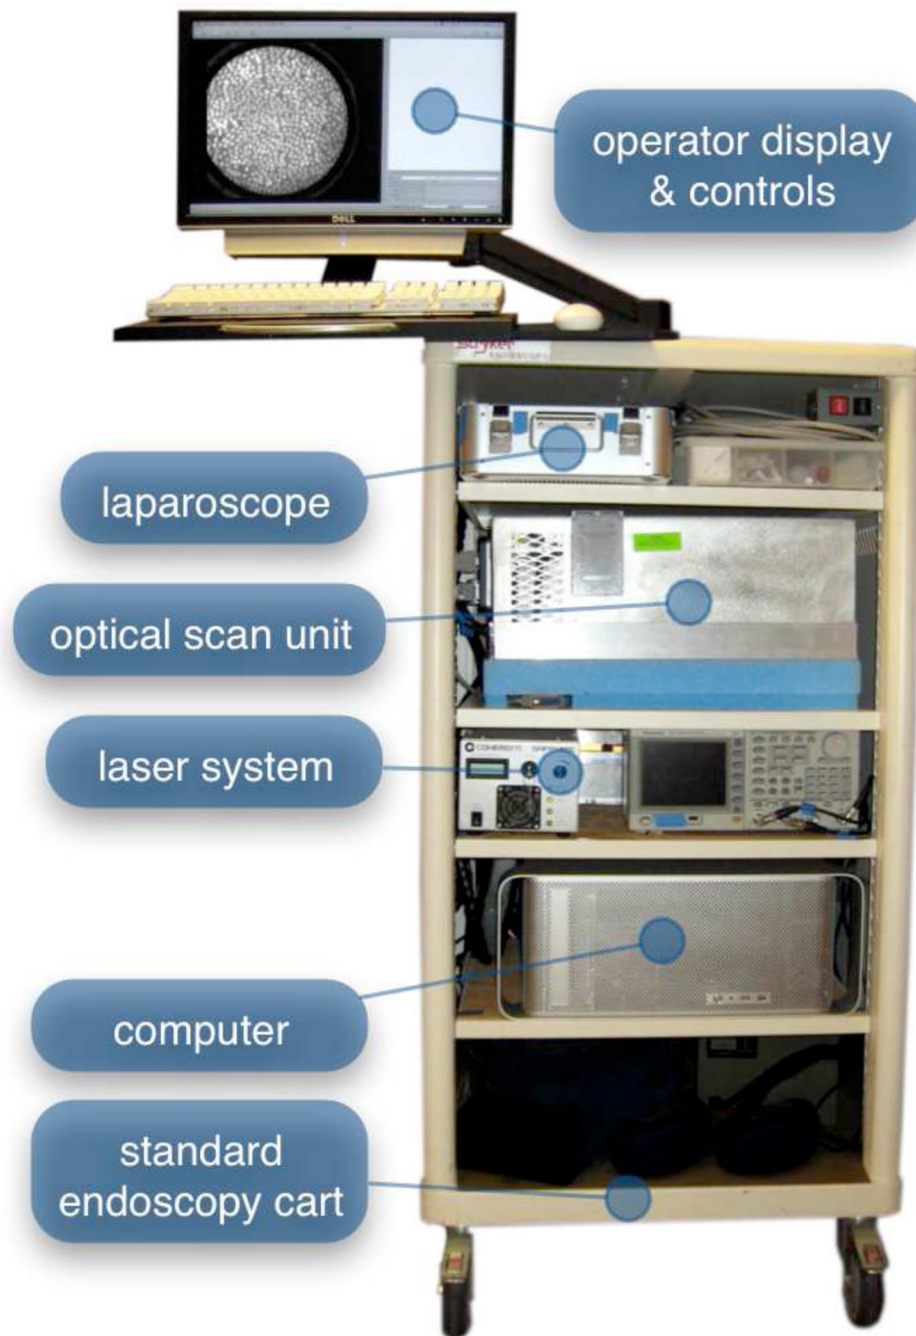 operator display
& controls
DELL
laparoscope
optical scan unit
laser system
COHERENT
computer
standard
endoscopy cart